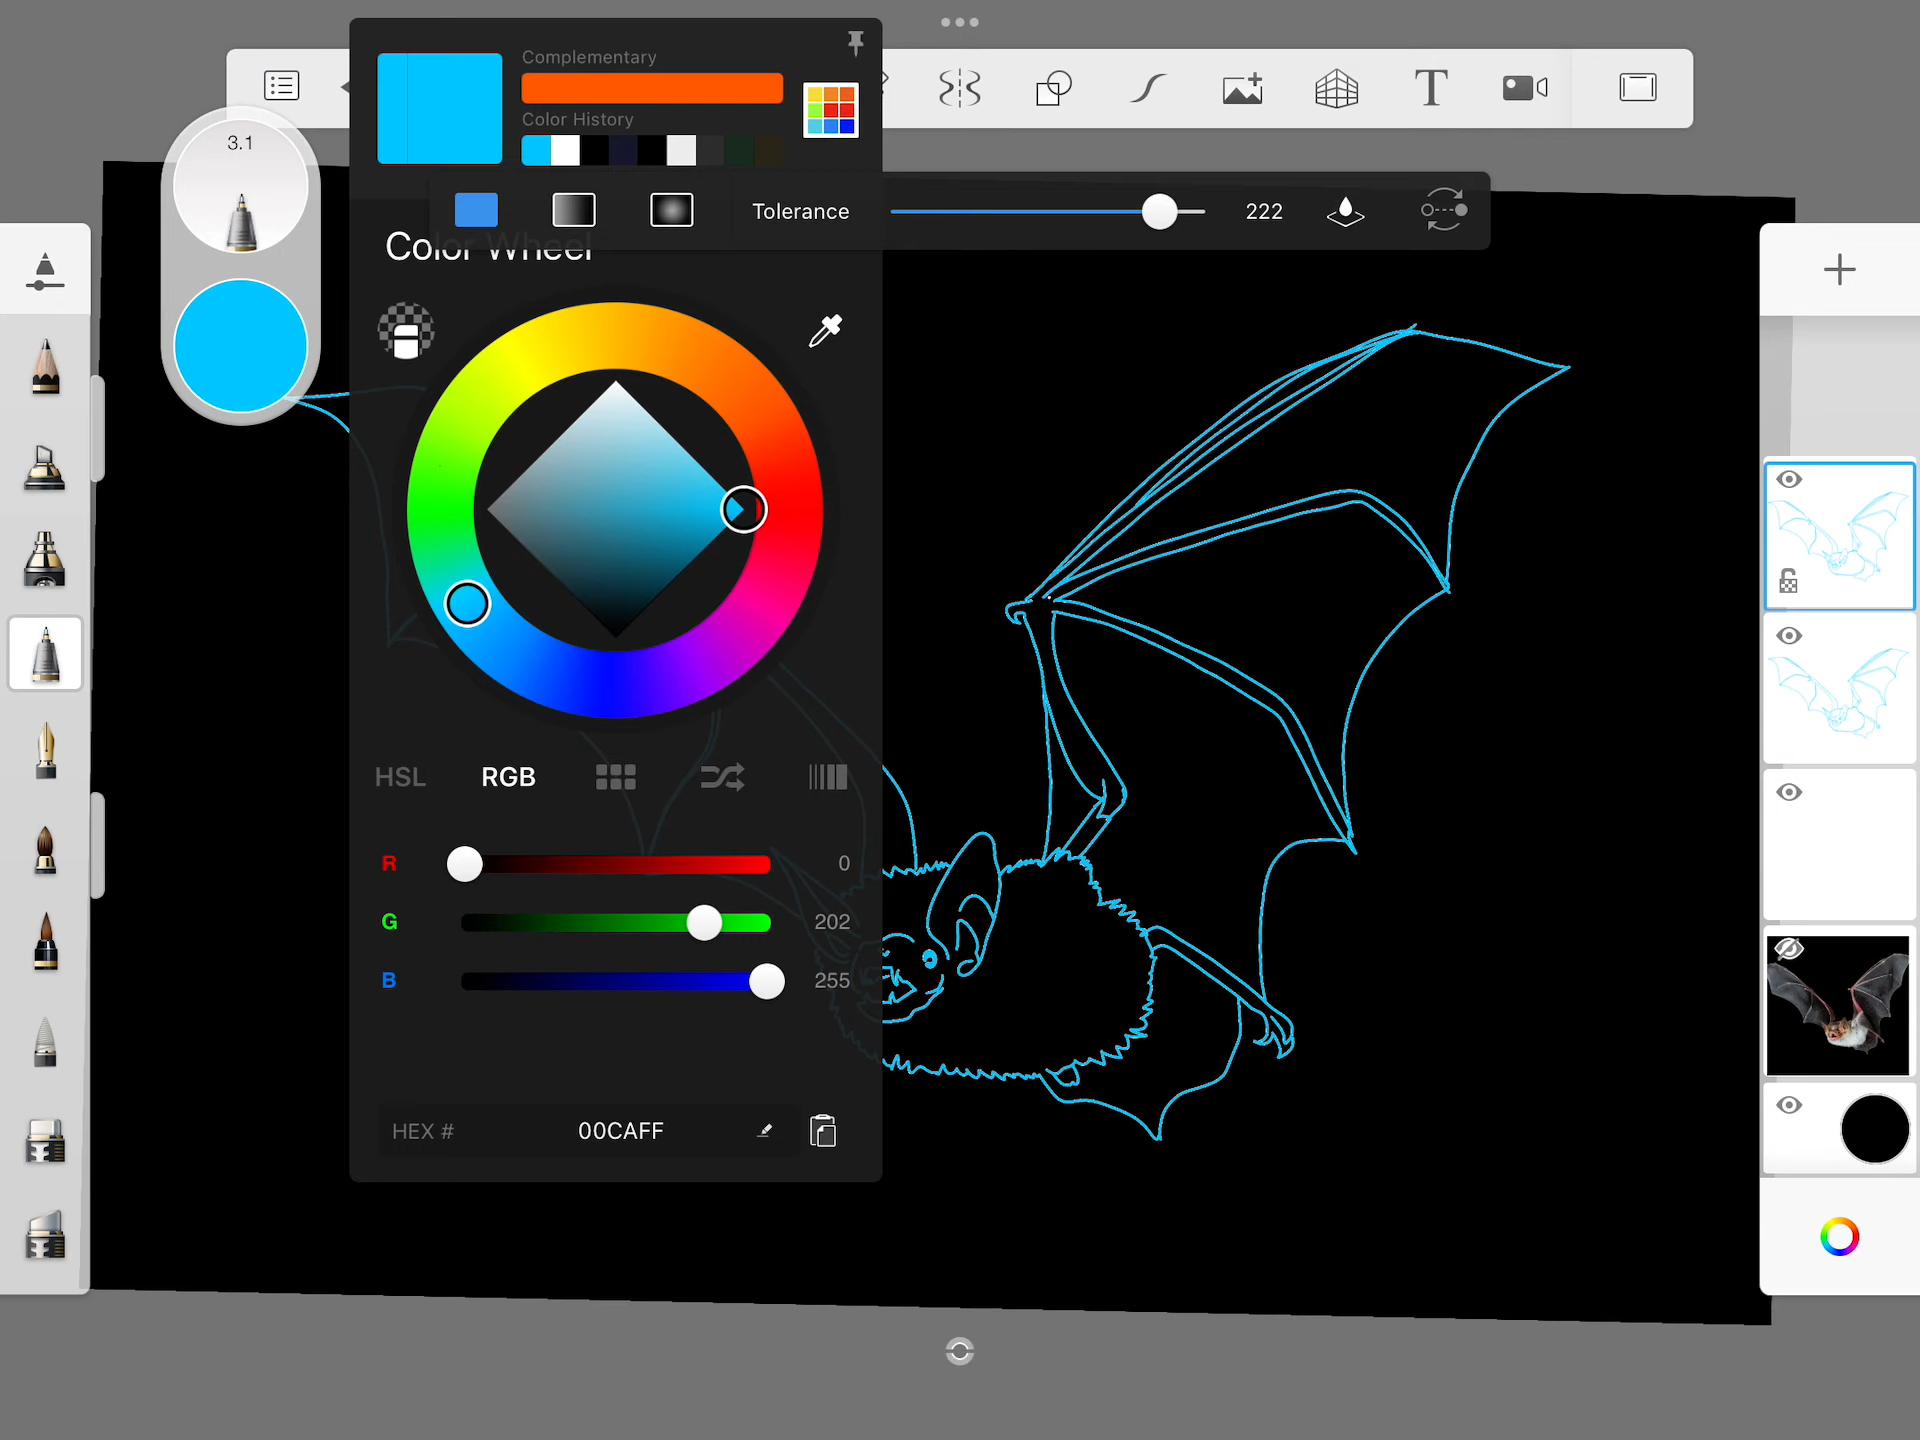 Complementary
Color History
T
3.1
Tolerance
222
Color Wheel
HSL RGB
R 0
G 202
B 255
HEX # 00CAFF